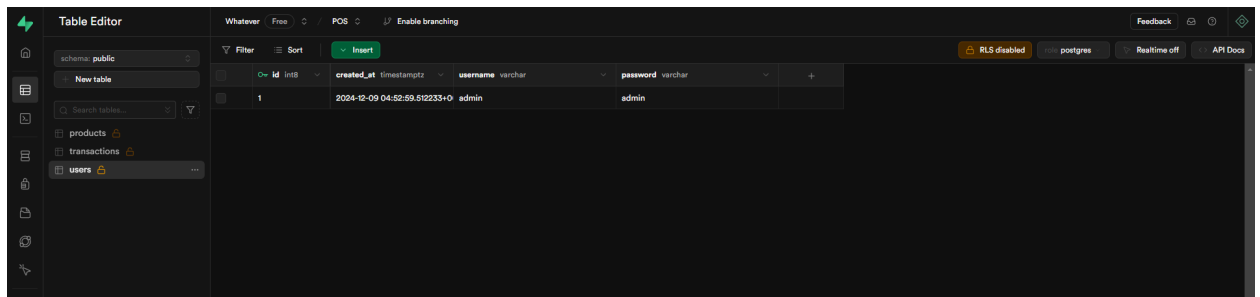 Table Editor
Whatever Free / POS Enable branching Feedback
schema: public
Filter Sort Insert RLS disabled role postgres Realtime off API Docs
New table
id int8 created_at timestamptz username varchar password varchar
Search tables...
1 2024-12-09 04:52:59.512233+0 admin admin
products
transactions
users